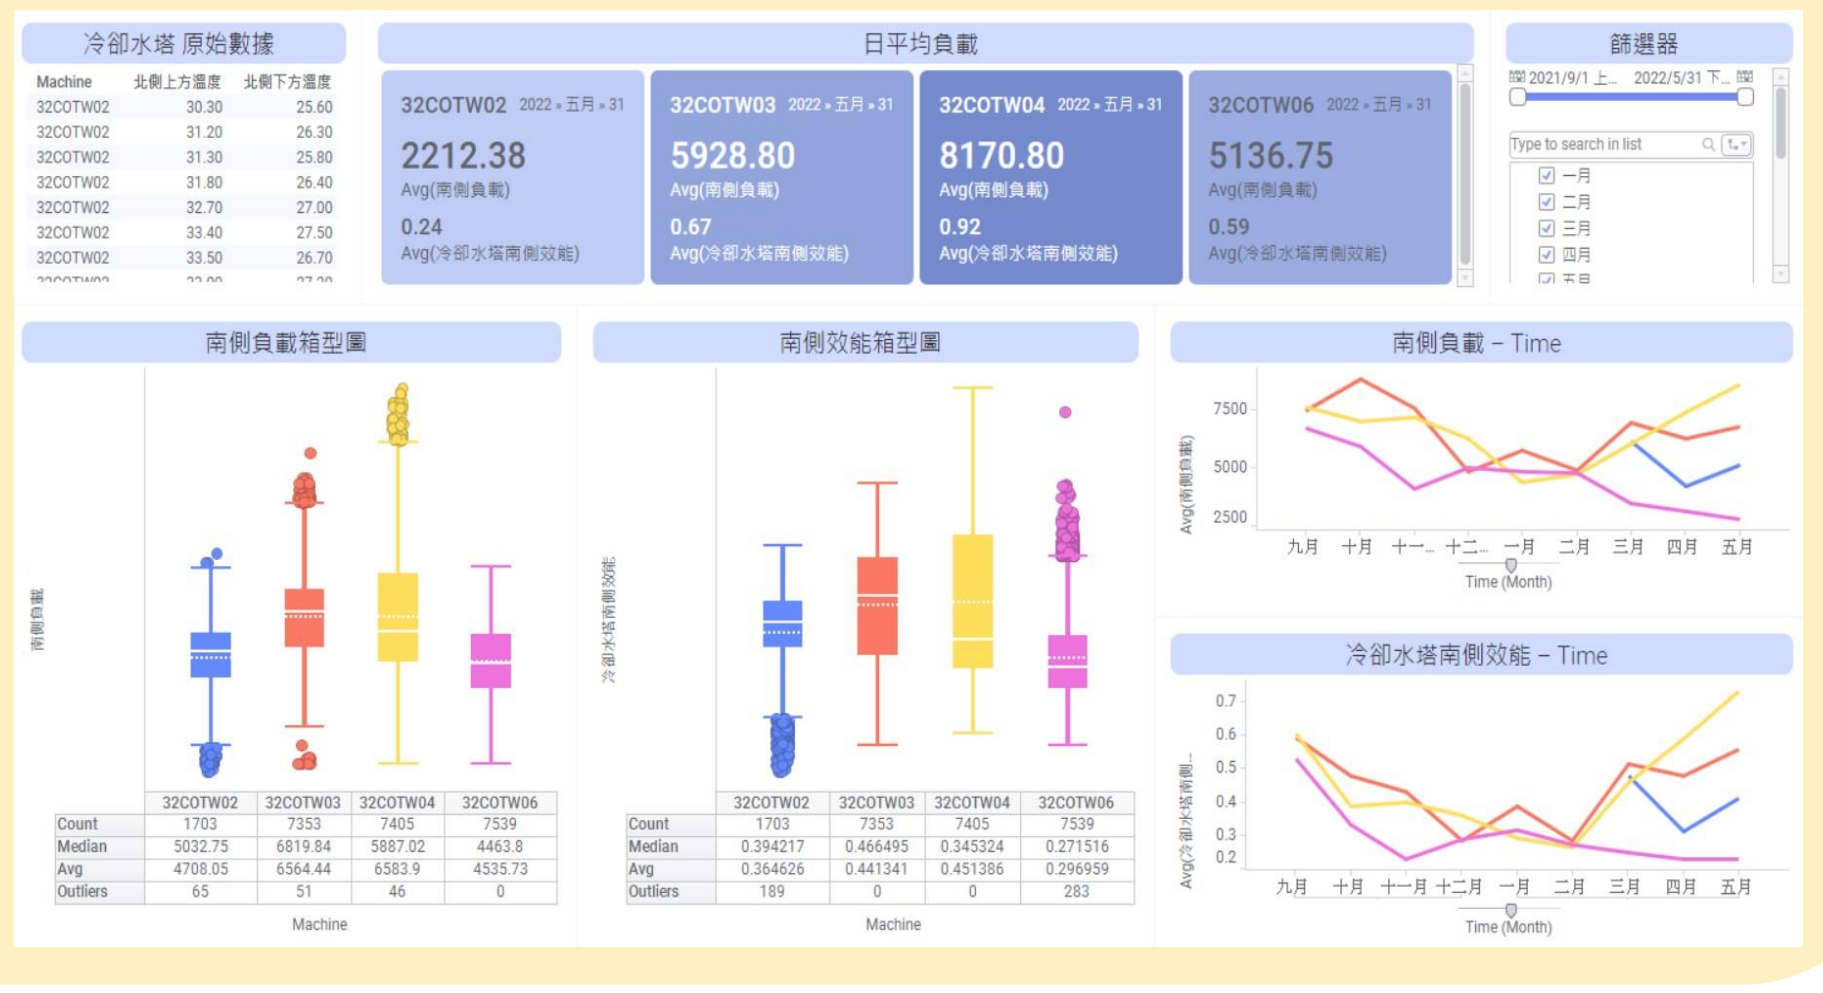 冷卻水塔 原始數據
Machine 北側上方溫度 北側下方溫度
32COTW02 30.30 25.60
32COTW02 31.20 26.30
32COTW02 31.30 25.80
32COTW02 31.80 26.40
32COTW02 32.70 27.00
32COTW02 33.40 27.50
32COTW02 33.50 26.70
日平均負載
32COTW02 2022 » 五月 » 31
2212.38
Avg(南側負載)
0.24
Avg(冷卻水塔南側效能)
32COTW03 2022 » 五月 » 31
5928.80
Avg(南側負載)
0.67
Avg(冷卻水塔南側效能)
32COTW04 2022 » 五月 » 31
8170.80
Avg(南側負載)
0.92
Avg(冷卻水塔南側效能)
32COTW06 2022 » 五月 » 31
5136.75
Avg(南側負載)
0.59
Avg(冷卻水塔南側效能)
篩選器
2021/9/1 上... 2022/5/31 下...
Type to search in list
一月
二月
三月
四月
五月
南側負載箱型圖
南側負載
32COTW02 32COTW03 32COTW04 32COTW06
Count 1703 7353 7405 7539
Median 5032.75 6819.84 5887.02 4463.8
Avg 4708.05 6564.44 6583.9 4535.73
Outliers 65 51 46 0
Machine
南側效能箱型圖
冷卻水塔南側效能
32COTW02 32COTW03 32COTW04 32COTW06
Count 1703 7353 7405 7539
Median 0.394217 0.466495 0.345324 0.271516
Avg 0.364626 0.441341 0.451386 0.296959
Outliers 189 0 0 283
Machine
南側負載 – Time
Avg(南側負載)
7500
5000
2500
九月 十月 十一... 十二... 一月 二月 三月 四月 五月
Time (Month)
冷卻水塔南側效能 – Time
Avg(冷卻水塔南側...
0.7
0.6
0.5
0.4
0.3
0.2
九月 十月 十一月 十二月 一月 二月 三月 四月 五月
Time (Month)